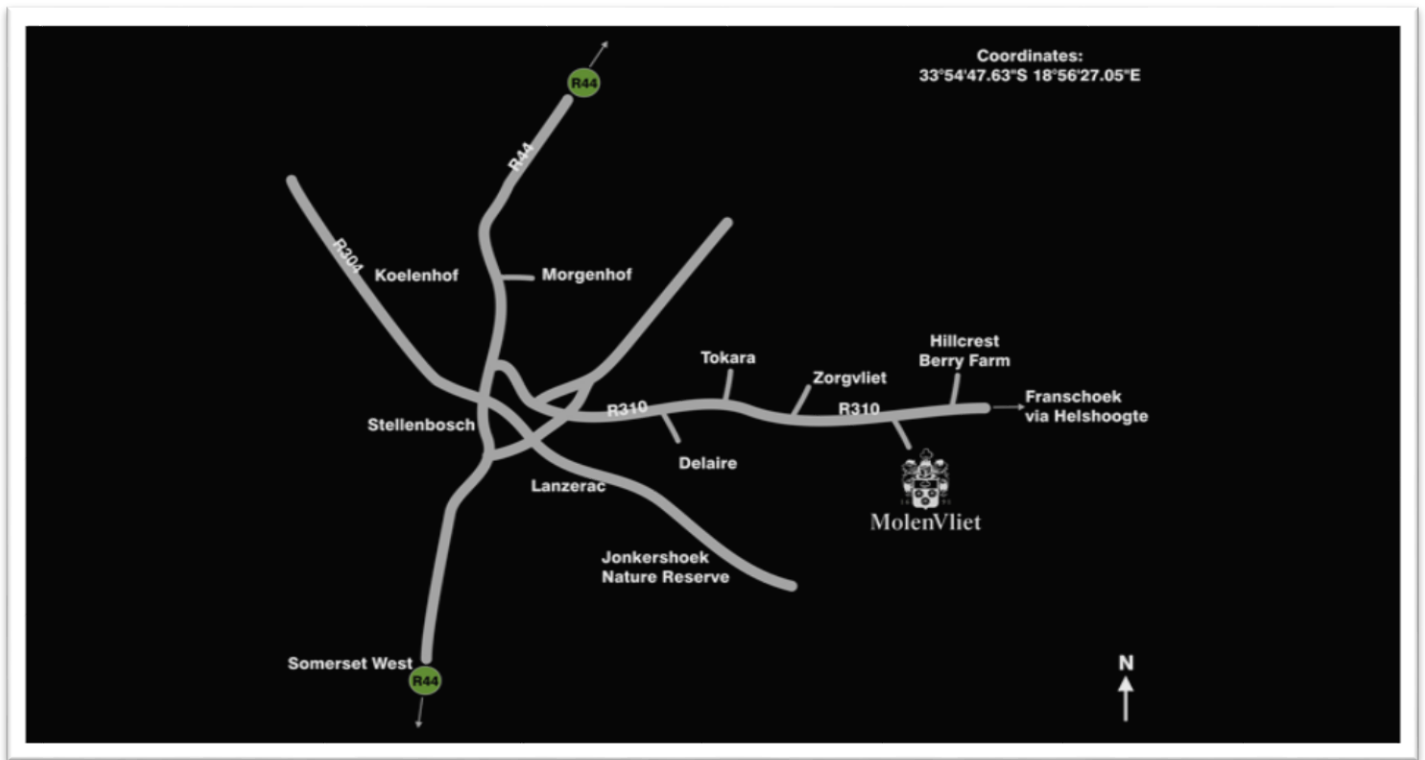 Coordinates:
33°54'47.63"S 18°56'27.05"E
R44
R44
R304
Koelenhof
Morgenhof
Hillcrest
Berry Farm
Tokara
Zorgvliet
Franschoek
via Helshoogte
R310
R310
Stellenbosch
Delaire
Lanzerac
MolenVliet
Jonkershoek
Nature Reserve
Somerset West
R44
N